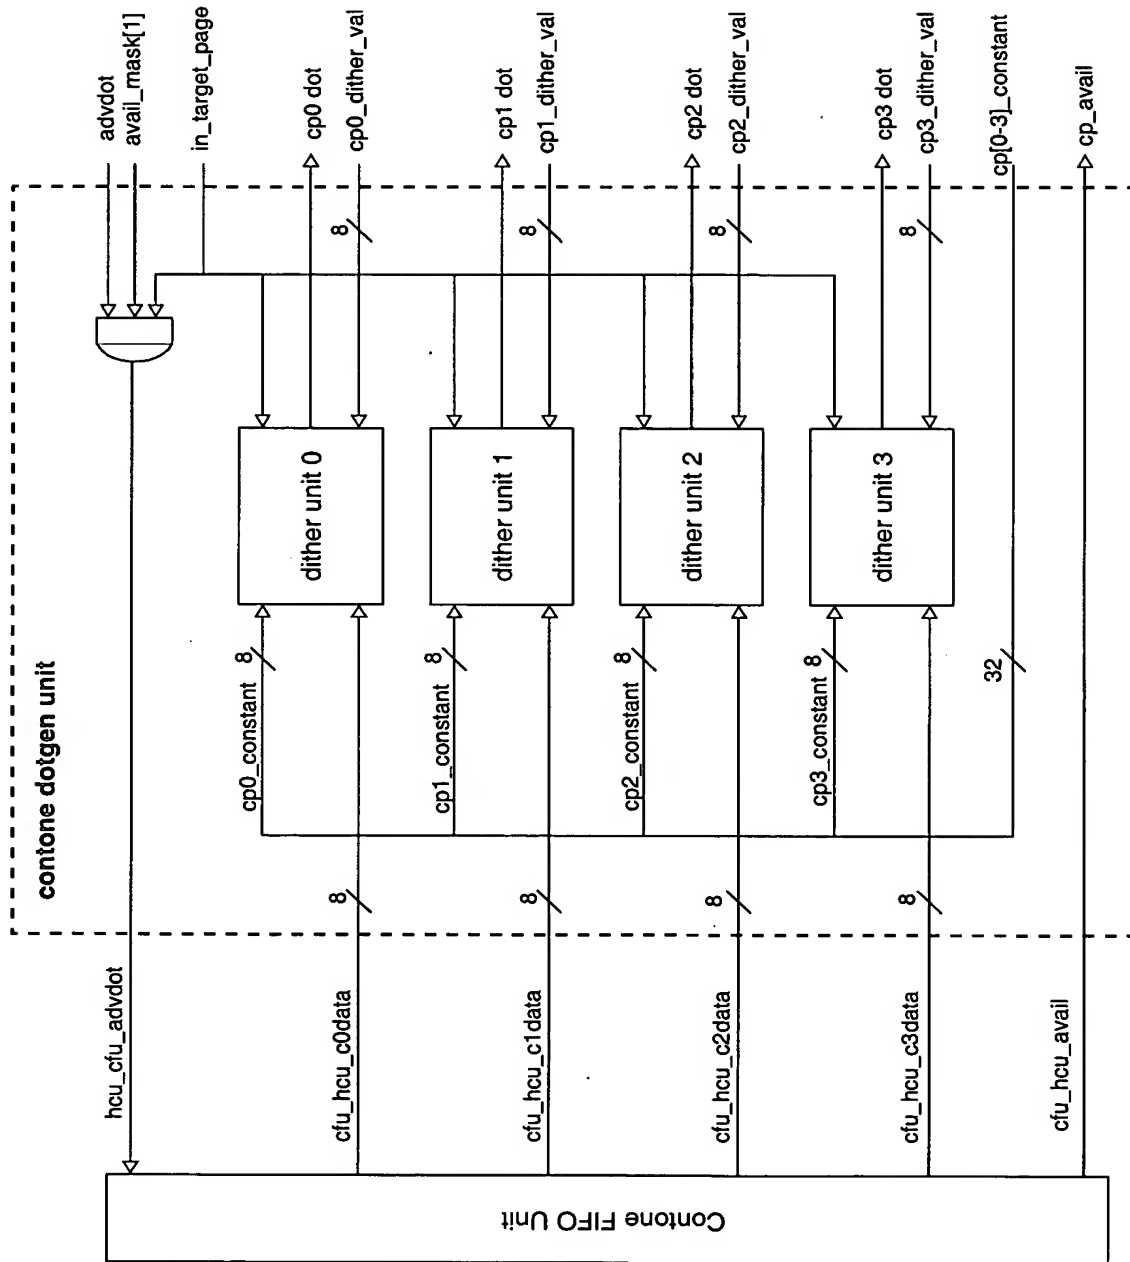 contone dotgen unit
advdot
avail_mask[1]
in_target_page
cp0 dot
cp0_dither_val
cp1 dot
cp1_dither_val
cp2 dot
cp2_dither_val
cp3 dot
cp3_dither_val
cp[0-3]_constant
cp_avail
8
8
8
8
dither unit 0
dither unit 1
dither unit 2
dither unit 3
8
8
8
8
32
cp0_constant
cp1_constant
cp2_constant
cp3_constant
8
8
8
8
hcu_cfu_advdot
cfu_hcu_c0data
cfu_hcu_c1data
cfu_hcu_c2data
cfu_hcu_c3data
cfu_hcu_avail
Contone FIFO Unit